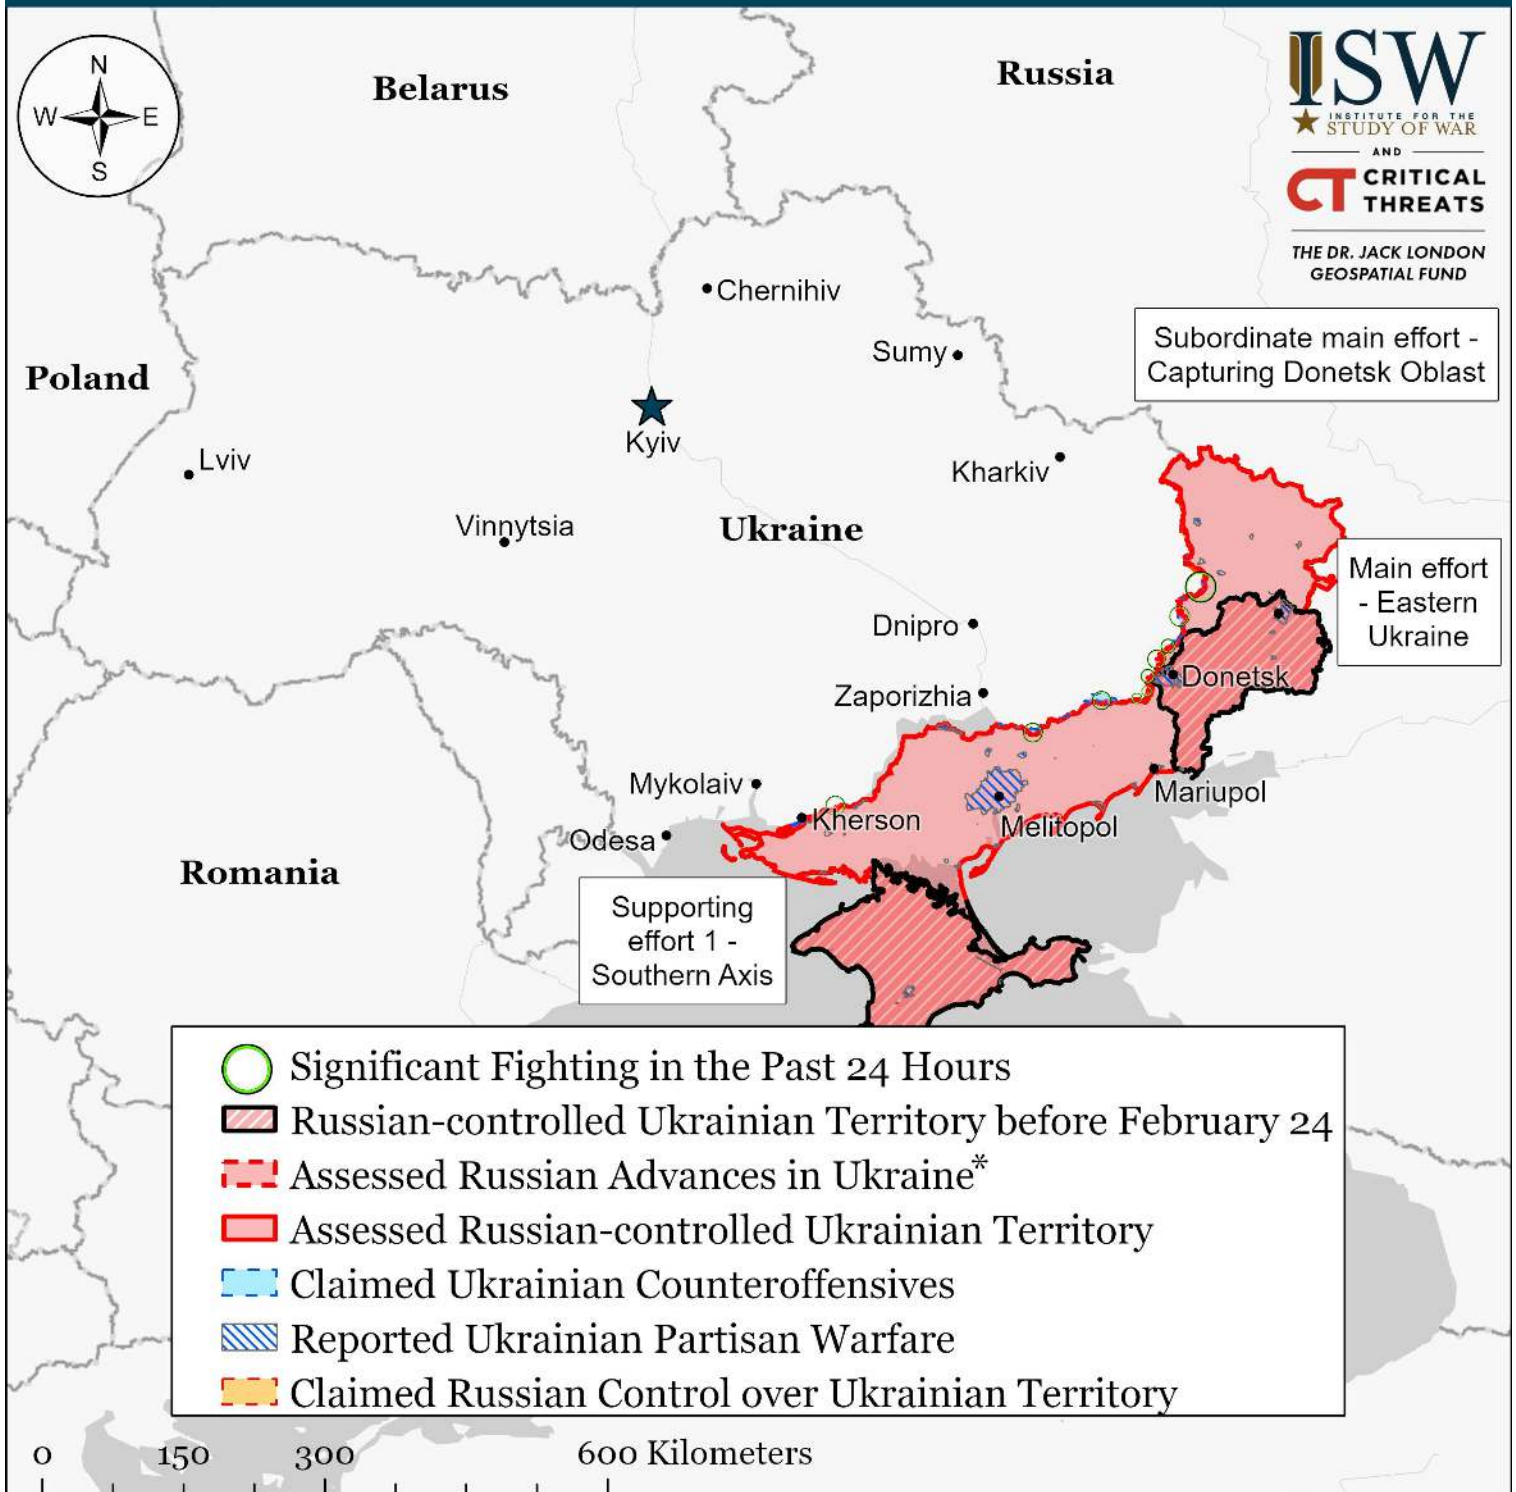 N
W E
S
Belarus
Russia
ISW
INSTITUTE FOR THE
STUDY OF WAR
AND
CT CRITICAL
THREATS
THE DR. JACK LONDON
GEOSPATIAL FUND
Chernihiv
Subordinate main effort -
Capturing Donetsk Oblast
Sumy
Poland
Kyiv
Lviv
Kharkiv
Vinnytsia
Ukraine
Main effort
- Eastern
Ukraine
Dnipro
Donetsk
Zaporizhia
Mykolaiv
Mariupol
Kherson
Melitopol
Odesa
Romania
Supporting
effort 1 -
Southern Axis
Significant Fighting in the Past 24 Hours
Russian-controlled Ukrainian Territory before February 24
Assessed Russian Advances in Ukraine*
Assessed Russian-controlled Ukrainian Territory
Claimed Ukrainian Counteroffensives
Reported Ukrainian Partisan Warfare
Claimed Russian Control over Ukrainian Territory
0 150 300 600 Kilometers